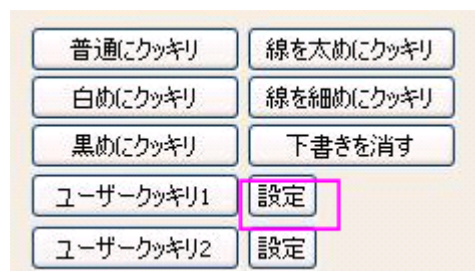 普通にクッキリ 線を太めにクッキリ
白めにクッキリ 線を細めにクッキリ
黒めにクッキリ 下書きを消す
ユーザークッキリ1 設定
ユーザークッキリ2 設定